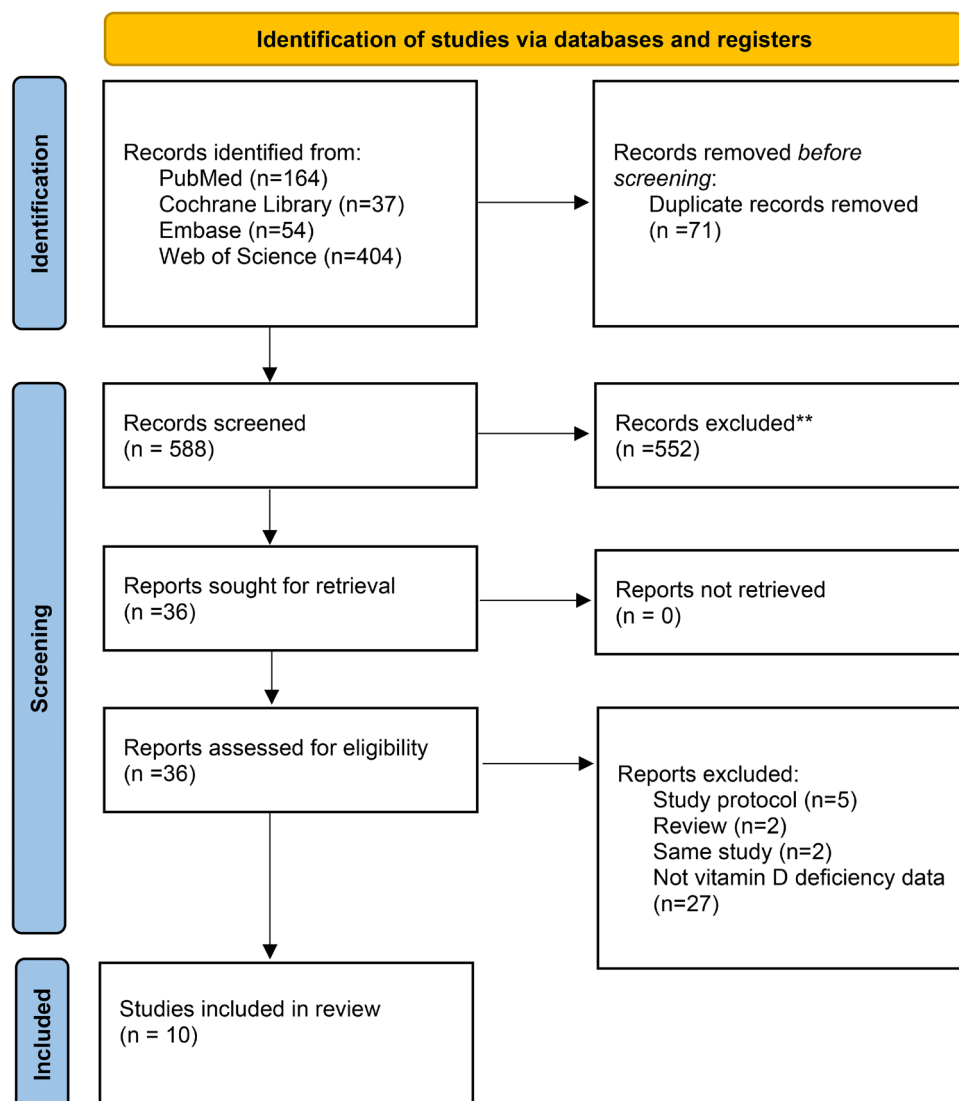 Identification of studies via databases and registers
Identification
Records identified from:
PubMed (n=164)
Cochrane Library (n=37)
Embase (n=54)
Web of Science (n=404)
Records removed before
screening:
Duplicate records removed
(n =71)
Screening
Records screened
(n = 588)
Records excluded**
(n =552)
Reports sought for retrieval
(n =36)
Reports not retrieved
(n = 0)
Reports assessed for eligibility
(n =36)
Reports excluded:
Study protocol (n=5)
Review (n=2)
Same study (n=2)
Not vitamin D deficiency data
(n=27)
Included
Studies included in review
(n = 10)